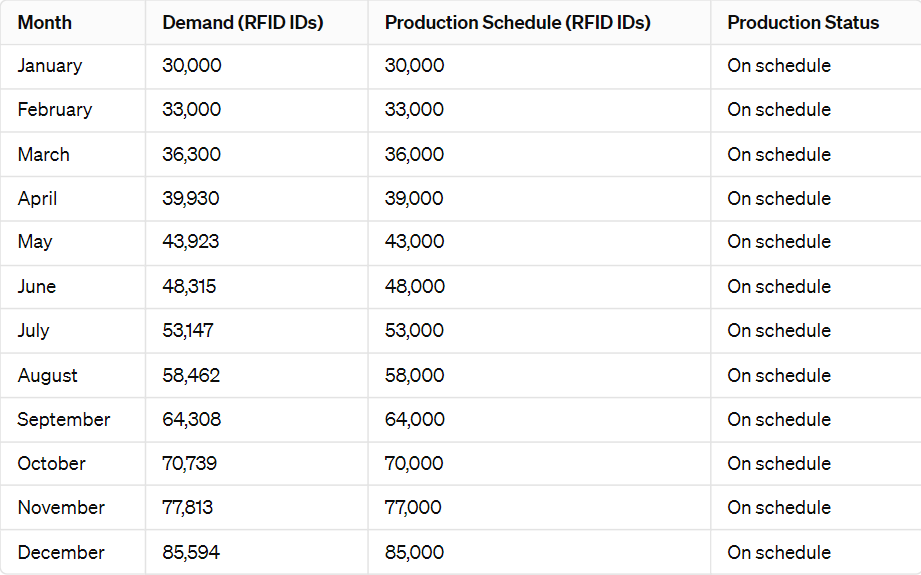 Month Demand (RFID IDs) Production Schedule (RFID IDs) Production Status
January 30,000 30,000 On schedule
February 33,000 33,000 On schedule
March 36,300 36,000 On schedule
April 39,930 39,000 On schedule
May 43,923 43,000 On schedule
June 48,315 48,000 On schedule
July 53,147 53,000 On schedule
August 58,462 58,000 On schedule
September 64,308 64,000 On schedule
October 70,739 70,000 On schedule
November 77,813 77,000 On schedule
December 85,594 85,000 On schedule